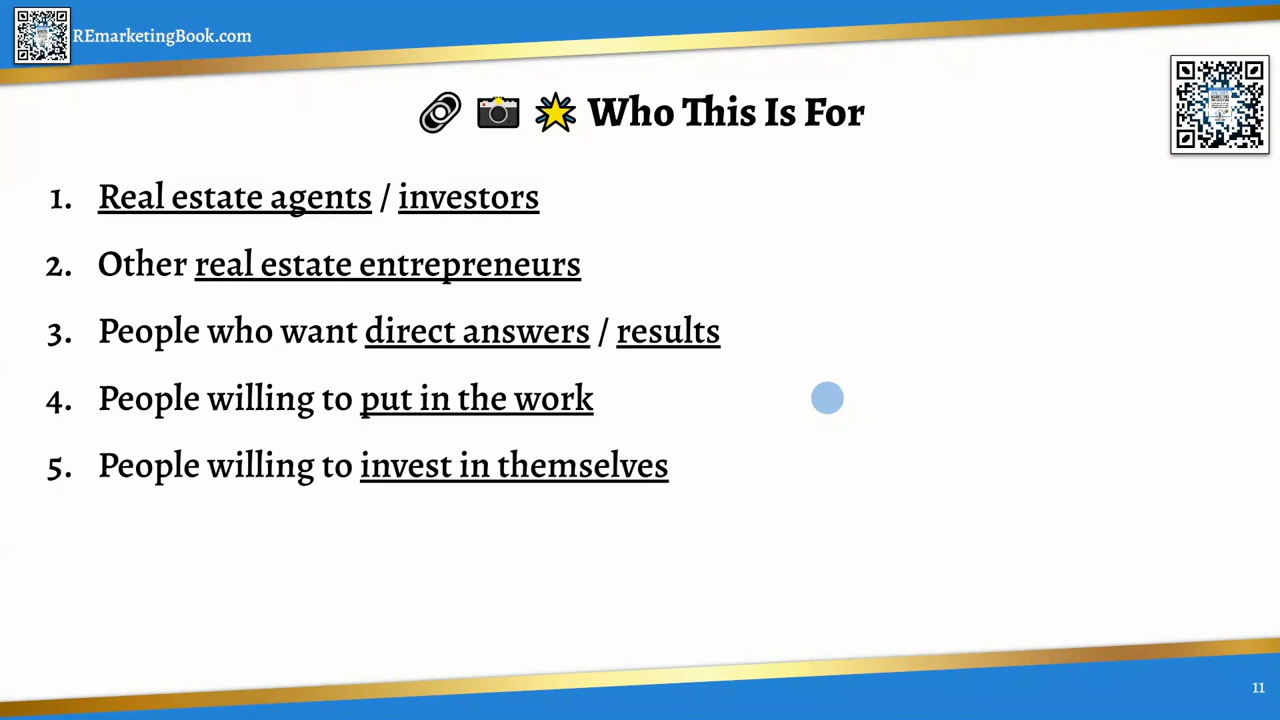 REmarketingBook.com
🔗 📷 🌟 Who This Is For
1. Real estate agents / investors
2. Other real estate entrepreneurs
3. People who want direct answers / results
4. People willing to put in the work
5. People willing to invest in themselves
11